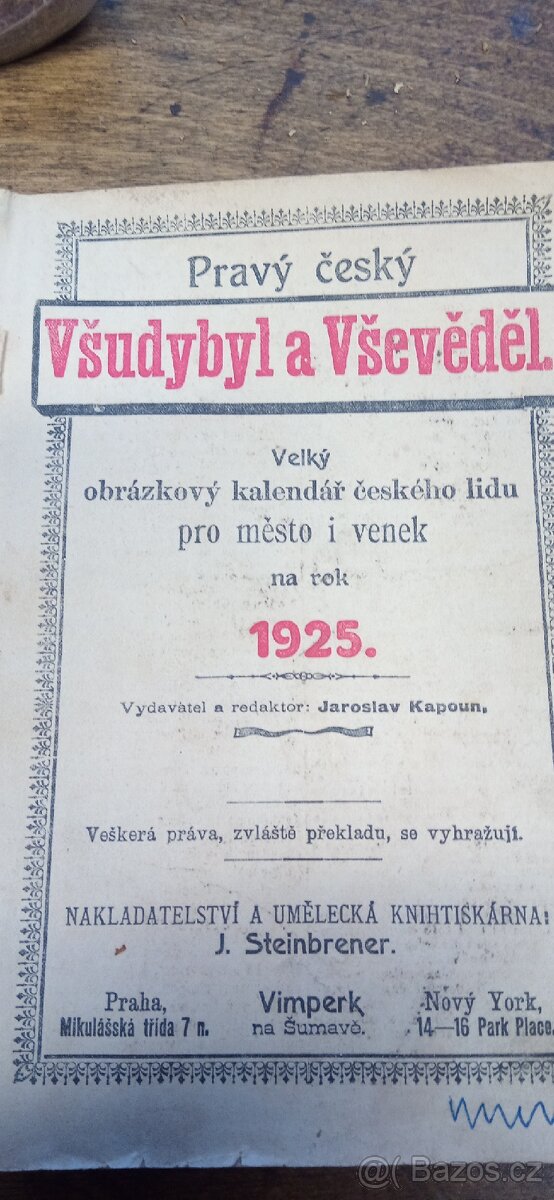 Pravý český
Všudybyl a Vševěděl.
Velký
obrázkový kalendář českého lidu
pro město i venek
na rok
1925.
Vydavatel a redaktor: Jaroslav Kapoun.
Veškerá práva, zvláště překladu, se vyhražují.
NAKLADATELSTVÍ A UMĚLECKÁ KNIHTISKÁRNA:
J. Steinbrener.
Praha, Vimperk Nový York,
Mikulášská třída 7 n. na Šumavě. 14—16 Park Place.
@ Bazos.cz